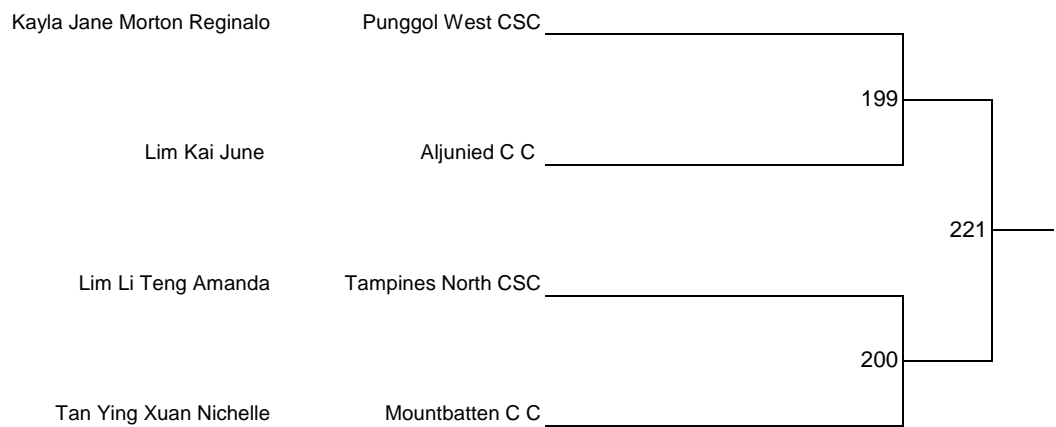 Kayla Jane Morton Reginalo Punggol West CSC
199
Lim Kai June Aljunied C C
221
Lim Li Teng Amanda Tampines North CSC
200
Tan Ying Xuan Nichelle Mountbatten C C